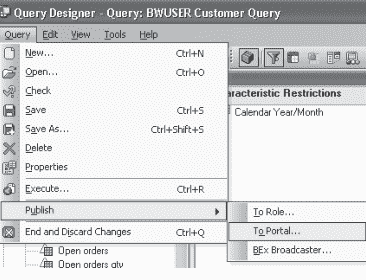 Query Designer - Query: BWUSER Customer Query
Query Edit View Tools Help
New... Ctrl+N
Open... Ctrl+O
Check
Save Ctrl+S
Save As... Ctrl+Shift+S
Delete
Properties
Execute... Ctrl+R
Publish
End and Discard Changes Ctrl+Q
aracteristic Restrictions
Calendar Year/Month
To Role...
To Portal...
BEx Broadcaster...
Open orders
Open orders qty